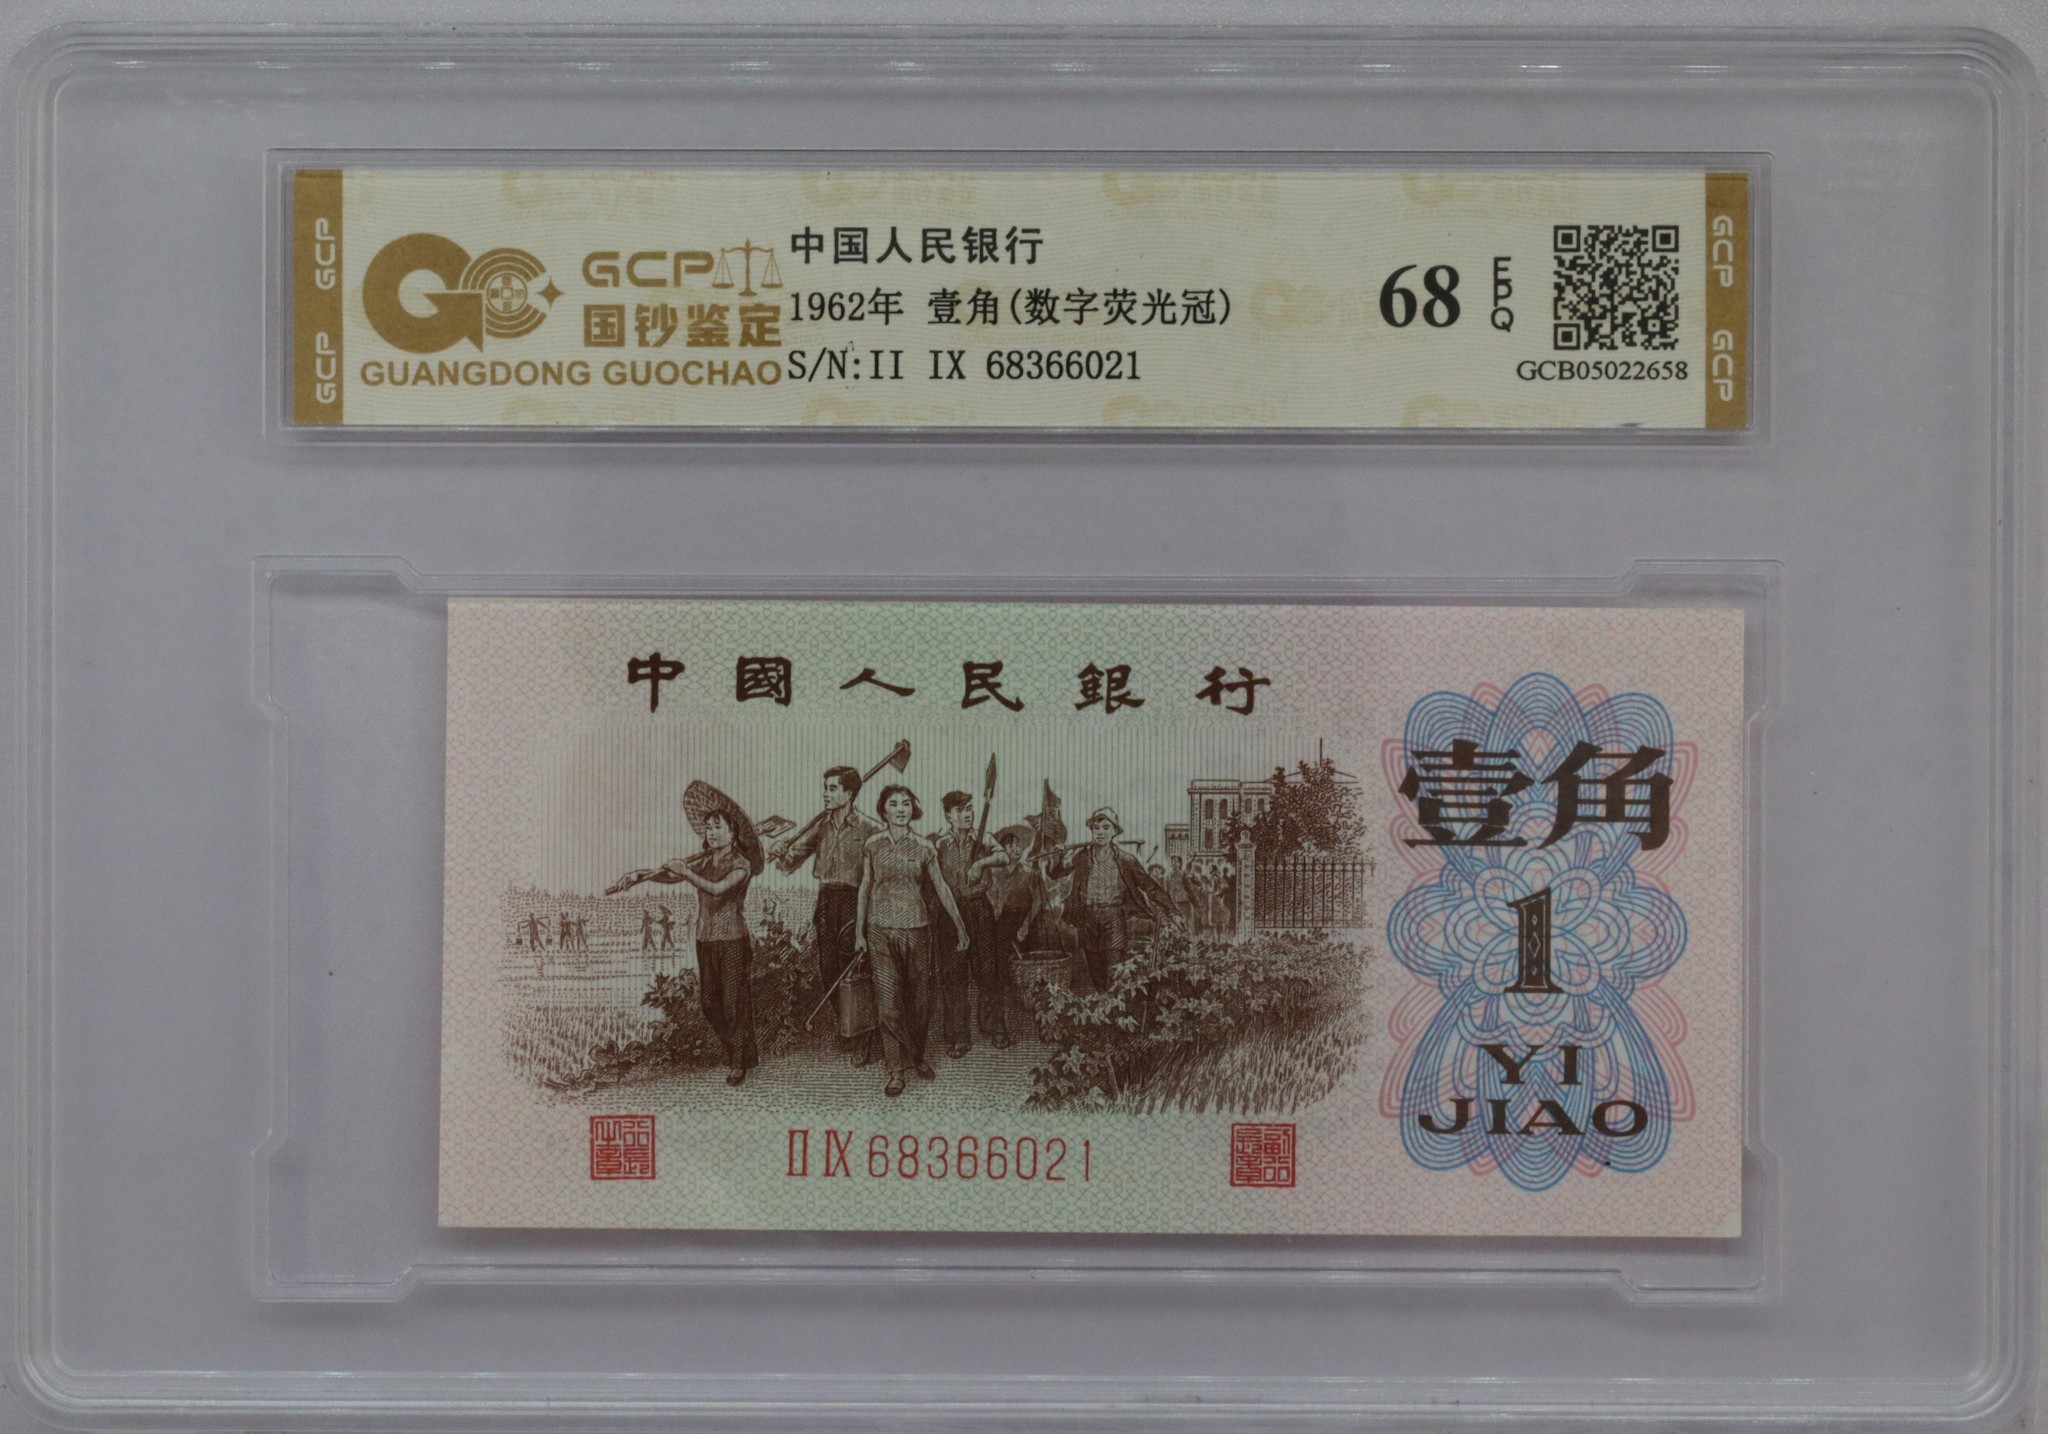 GCP GCP
GCP
国钞鉴定
GUANGDONG GUOCHAO
中国人民银行
1962年 壹角(数字荧光冠)
S/N:II IX 68366021
68 EPQ
GCB05022658
GCP GCP
中國人民銀行
壹角
1
YI
JIAO
II IX 68366021